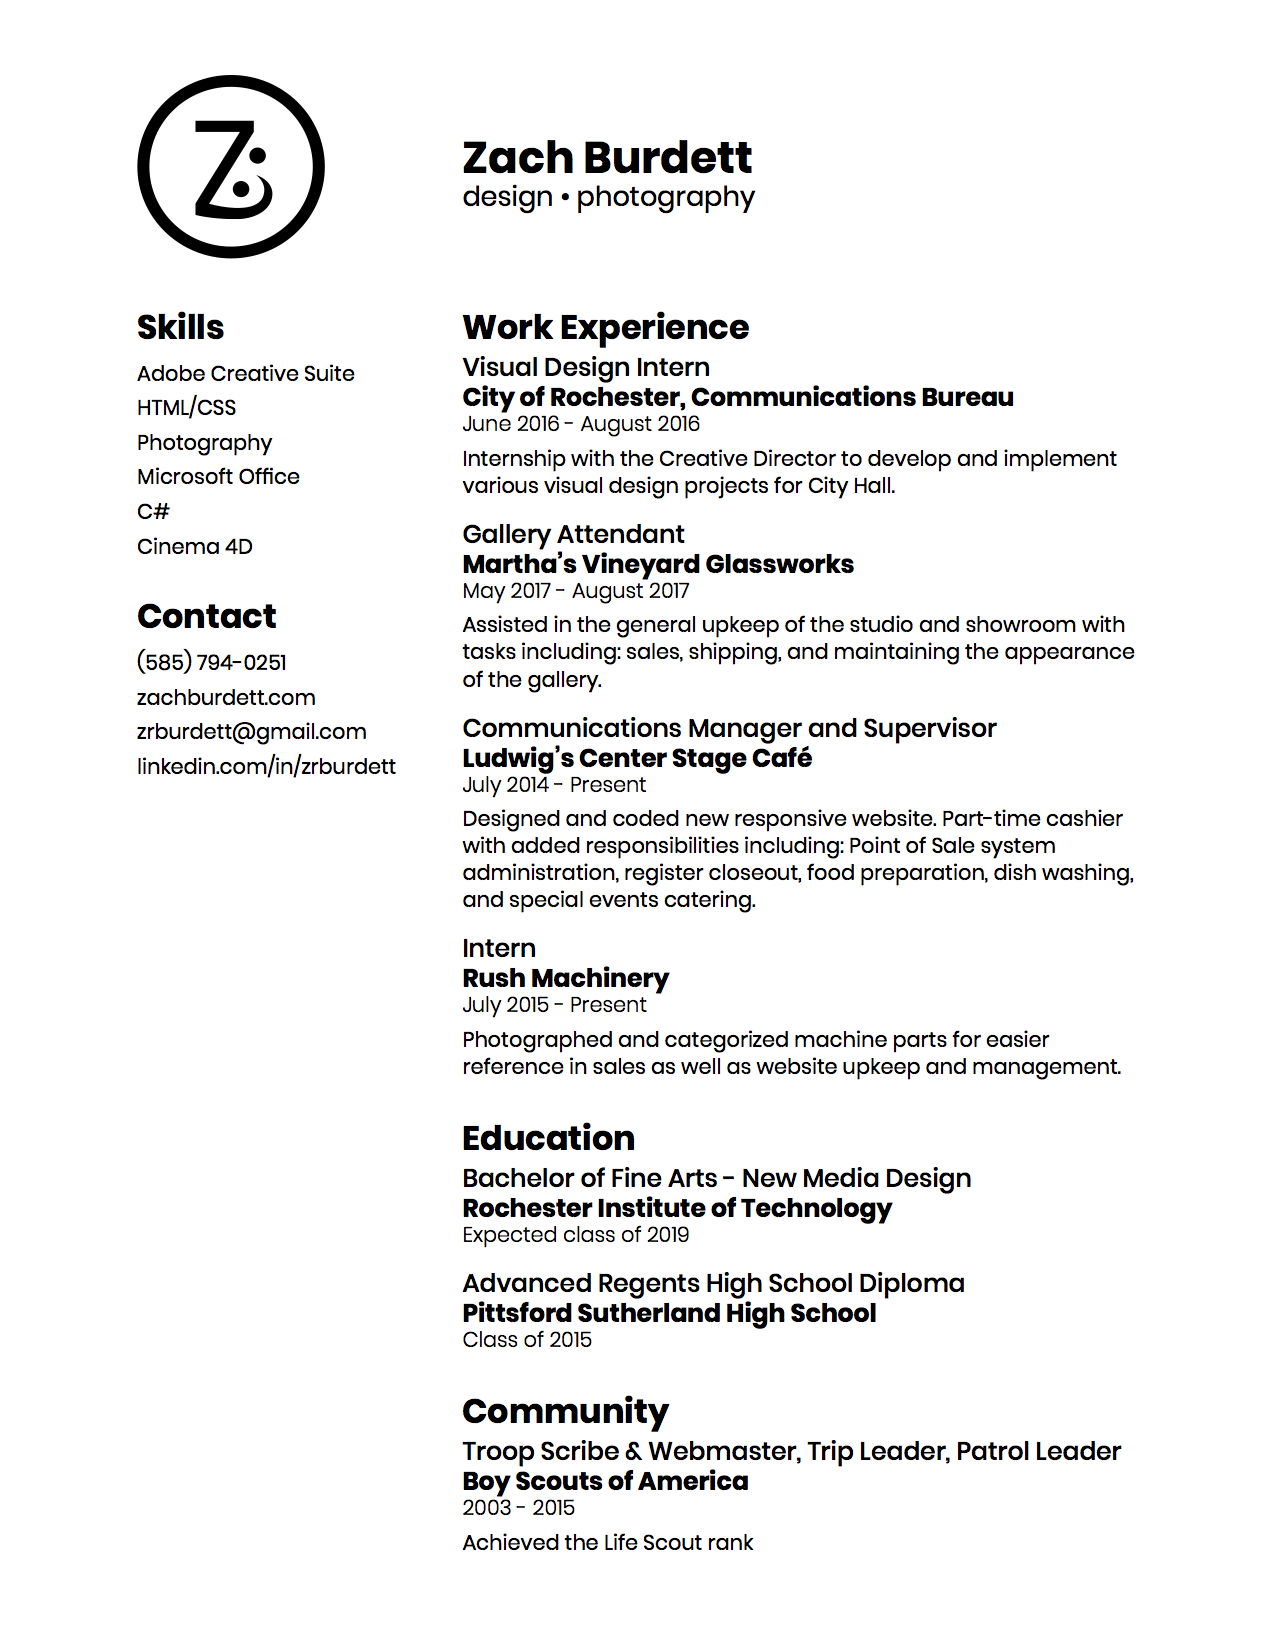 Zach Burdett
design • photography
Skills
Adobe Creative Suite
HTML/CSS
Photography
Microsoft Office
C#
Cinema 4D
Contact
(585) 794-0251
zachburdett.com
zrburdett@gmail.com
linkedin.com/in/zrburdett
Work Experience
Visual Design Intern
City of Rochester, Communications Bureau
June 2016 - August 2016
Internship with the Creative Director to develop and implement
various visual design projects for City Hall.
Gallery Attendant
Martha's Vineyard Glassworks
May 2017 - August 2017
Assisted in the general upkeep of the studio and showroom with
tasks including: sales, shipping, and maintaining the appearance
of the gallery.
Communications Manager and Supervisor
Ludwig's Center Stage Café
July 2014 - Present
Designed and coded new responsive website. Part-time cashier
with added responsibilities including: Point of Sale system
administration, register closeout, food preparation, dish washing,
and special events catering.
Intern
Rush Machinery
July 2015 - Present
Photographed and categorized machine parts for easier
reference in sales as well as website upkeep and management.
Education
Bachelor of Fine Arts - New Media Design
Rochester Institute of Technology
Expected class of 2019
Advanced Regents High School Diploma
Pittsford Sutherland High School
Class of 2015
Community
Troop Scribe & Webmaster, Trip Leader, Patrol Leader
Boy Scouts of America
2003 - 2015
Achieved the Life Scout rank